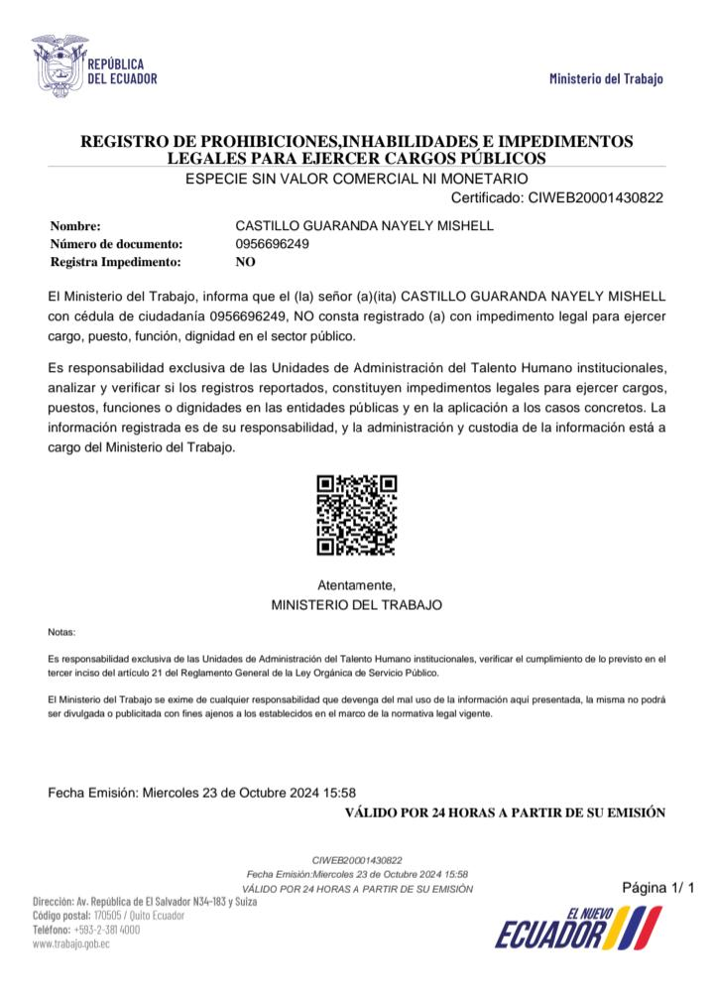 REPÚBLICA
DEL ECUADOR
Ministerio del Trabajo
REGISTRO DE PROHIBICIONES,INHABILIDADES E IMPEDIMENTOS
LEGALES PARA EJERCER CARGOS PÚBLICOS
ESPECIE SIN VALOR COMERCIAL NI MONETARIO
Certificado: CIWEB20001430822
Nombre: CASTILLO GUARANDA NAYELY MISHELL
Número de documento: 0956696249
Registra Impedimento: NO
El Ministerio del Trabajo, informa que el (la) señor (a)(ita) CASTILLO GUARANDA NAYELY MISHELL
con cédula de ciudadanía 0956696249, NO consta registrado (a) con impedimento legal para ejercer
cargo, puesto, función, dignidad en el sector público.
Es responsabilidad exclusiva de las Unidades de Administración del Talento Humano institucionales,
analizar y verificar si los registros reportados, constituyen impedimentos legales para ejercer cargos,
puestos, funciones o dignidades en las entidades públicas y en la aplicación a los casos concretos. La
información registrada es de su responsabilidad, y la administración y custodia de la información está a
cargo del Ministerio del Trabajo.
Atentamente,
MINISTERIO DEL TRABAJO
Notas:
Es responsabilidad exclusiva de las Unidades de Administración del Talento Humano institucionales, verificar el cumplimiento de lo previsto en el
tercer inciso del artículo 21 del Reglamento General de la Ley Orgánica de Servicio Público.
El Ministerio del Trabajo se exime de cualquier responsabilidad que devenga del mal uso de la información aquí presentada, la misma no podrá
ser divulgada o publicitada con fines ajenos a los establecidos en el marco de la normativa legal vigente.
Fecha Emisión: Miercoles 23 de Octubre 2024 15:58
VÁLIDO POR 24 HORAS A PARTIR DE SU EMISIÓN
CIWEB20001430822
Fecha Emisión:Miercoles 23 de Octubre 2024 15:58
VÁLIDO POR 24 HORAS A PARTIR DE SU EMISIÓN
Página 1/ 1
Dirección: Av. República de El Salvador N34-183 y Suiza
Código postal: 170505 / Quito Ecuador
Teléfono: +593-2-381 4000
www.trabajo.gob.ec
EL NUEVO
ECUADOR